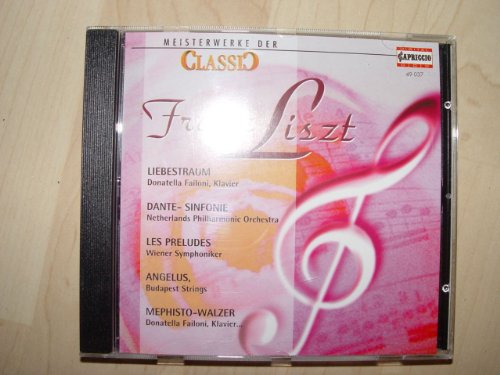 MEISTERWERKE DER
CLASSIC
DIGITAL
CAPRICCIO
49 037
Liszt
LIEBESTRAUM
Donatella Failoni, Klavier
DANTE- SINFONIE
Netherlands Philharmonic Orchestra
LES PRELUDES
Wiener Symphoniker
ANGELUS,
Budapest Strings
MEPHISTO-WALZER
Donatella Failoni, Klavier...